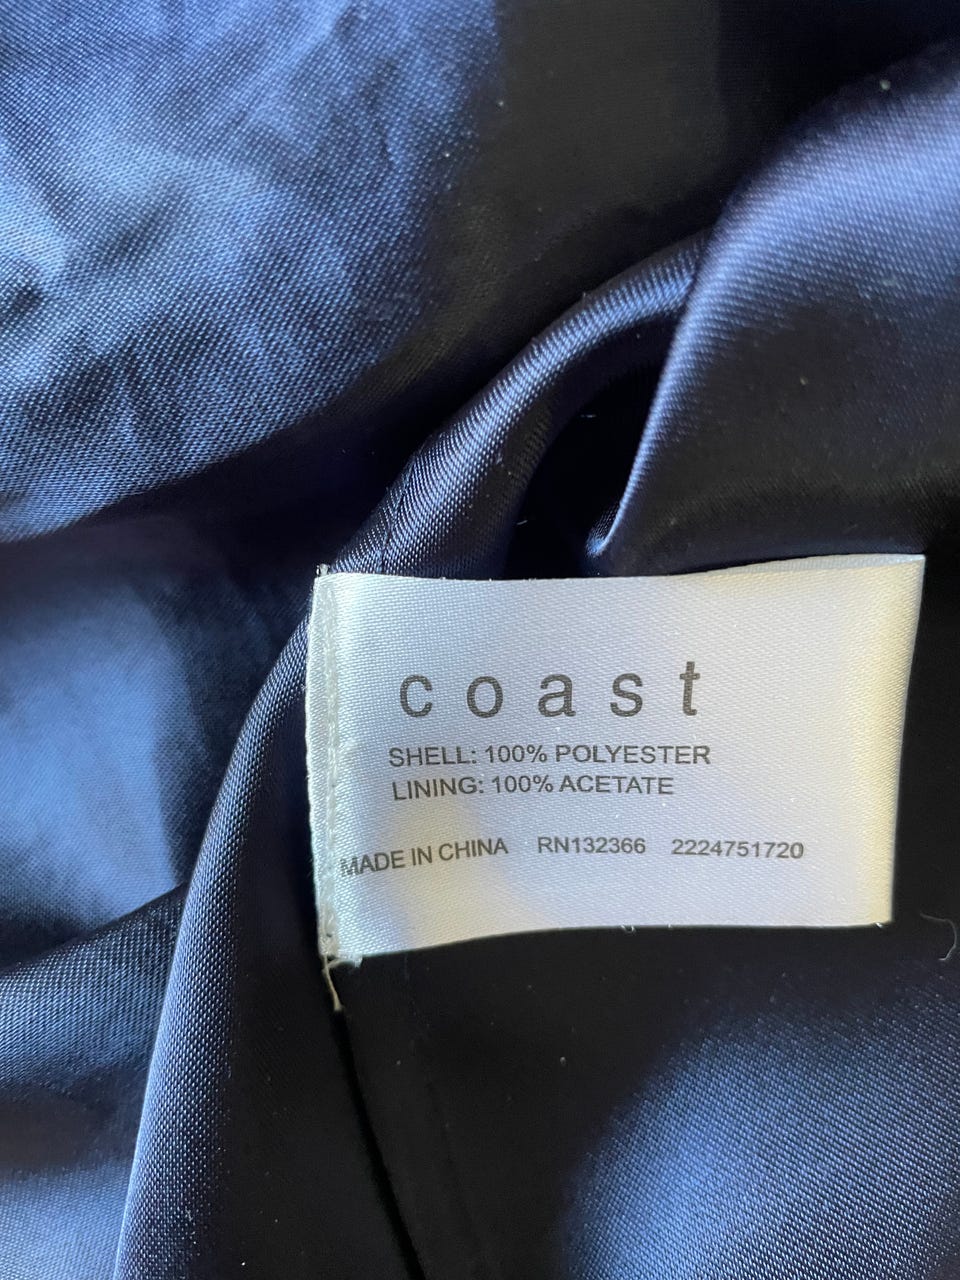 coast
SHELL: 100% POLYESTER
LINING: 100% ACETATE
MADE IN CHINA RN132366 2224751720